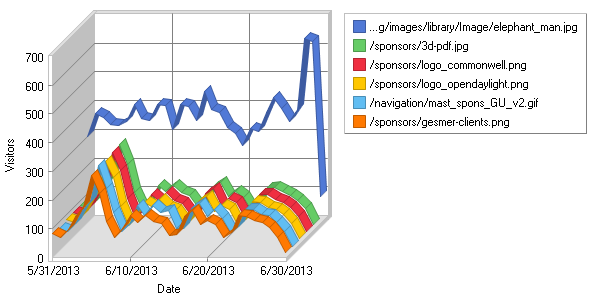 700
600
500
400
300
200
100
0
Visitors
5/31/2013
6/10/2013
6/20/2013
6/30/2013
Date
...g/images/library/Image/elephant_man.jpg
/sponsors/3d-pdf.jpg
/sponsors/logo_commonwell.png
/sponsors/logo_opendaylight.png
/navigation/mast_spons_GU_v2.gif
/sponsors/gesmer-clients.png